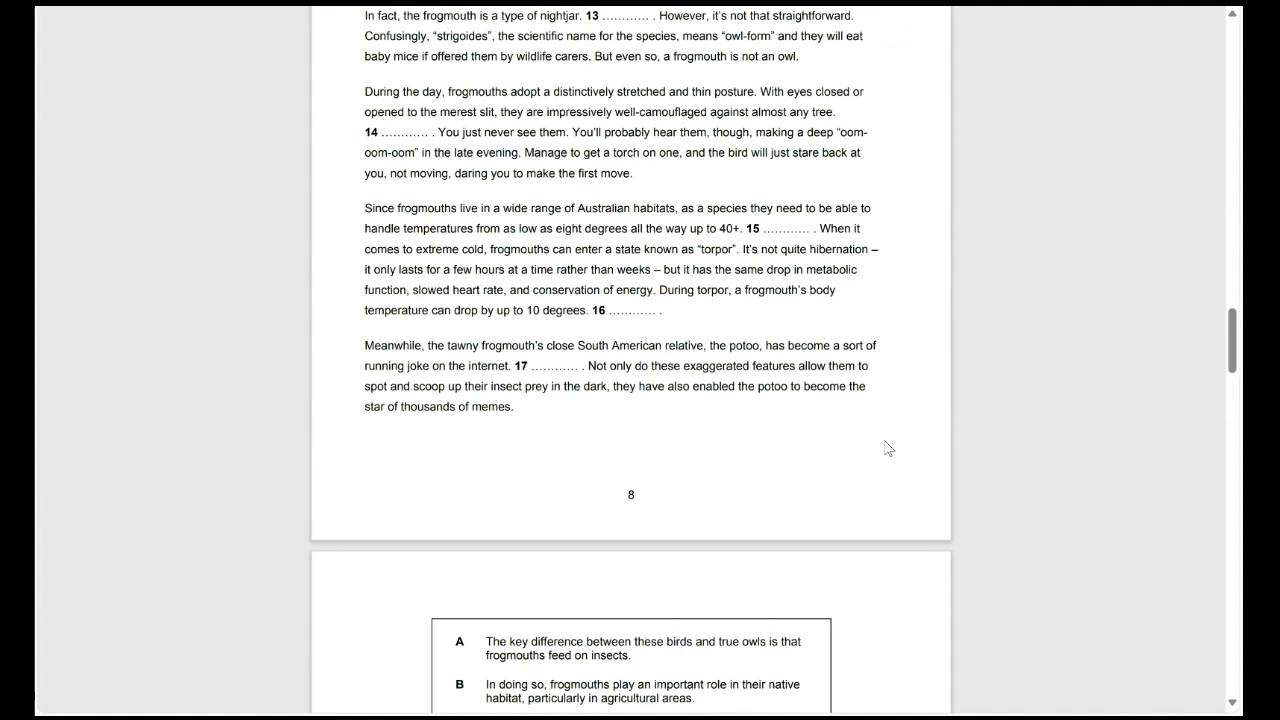 In fact, the frogmouth is a type of nightjar. 13 ............ . However, it's not that straightforward.
Confusingly, “strigoides”, the scientific name for the species, means “owl-form” and they will eat
baby mice if offered them by wildlife carers. But even so, a frogmouth is not an owl.
During the day, frogmouths adopt a distinctively stretched and thin posture. With eyes closed or
opened to the merest slit, they are impressively well-camouflaged against almost any tree.
14 ............ . You just never see them. You'll probably hear them, though, making a deep “oom-
oom-oom” in the late evening. Manage to get a torch on one, and the bird will just stare back at
you, not moving, daring you to make the first move.
Since frogmouths live in a wide range of Australian habitats, as a species they need to be able to
handle temperatures from as low as eight degrees all the way up to 40+. 15 ............ . When it
comes to extreme cold, frogmouths can enter a state known as “torpor”. It's not quite hibernation –
it only lasts for a few hours at a time rather than weeks – but it has the same drop in metabolic
function, slowed heart rate, and conservation of energy. During torpor, a frogmouth's body
temperature can drop by up to 10 degrees. 16 ............ .
Meanwhile, the tawny frogmouth's close South American relative, the potoo, has become a sort of
running joke on the internet. 17 ............ . Not only do these exaggerated features allow them to
spot and scoop up their insect prey in the dark, they have also enabled the potoo to become the
star of thousands of memes.
8
A The key difference between these birds and true owls is that
frogmouths feed on insects.
B In doing so, frogmouths play an important role in their native
habitat, particularly in agricultural areas.